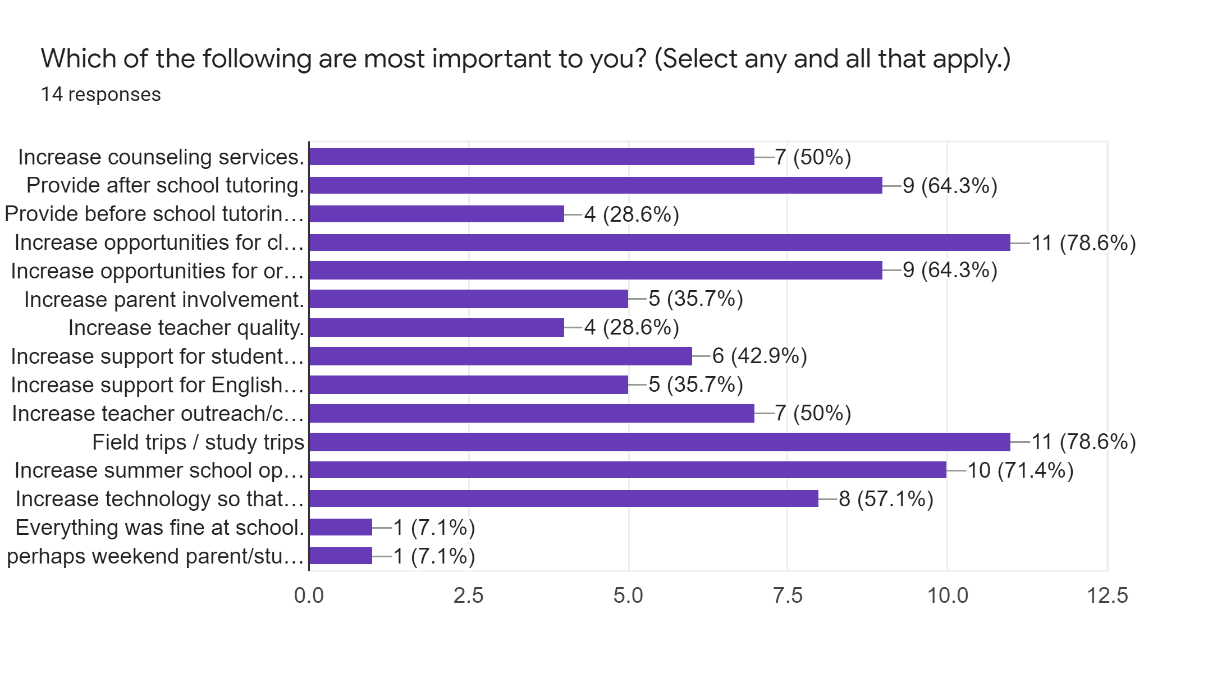 Which of the following are most important to you? (Select any and all that apply.)
14 responses
Increase counseling services. 7 (50%)
Provide after school tutoring. 9 (64.3%)
Provide before school tutorin… 4 (28.6%)
Increase opportunities for cl… 11 (78.6%)
Increase opportunities for or… 9 (64.3%)
Increase parent involvement. 5 (35.7%)
Increase teacher quality. 4 (28.6%)
Increase support for student… 6 (42.9%)
Increase support for English… 5 (35.7%)
Increase teacher outreach/c… 7 (50%)
Field trips / study trips 11 (78.6%)
Increase summer school op… 10 (71.4%)
Increase technology so that… 8 (57.1%)
Everything was fine at school. 1 (7.1%)
perhaps weekend parent/stu… 1 (7.1%)
0.0 2.5 5.0 7.5 10.0 12.5